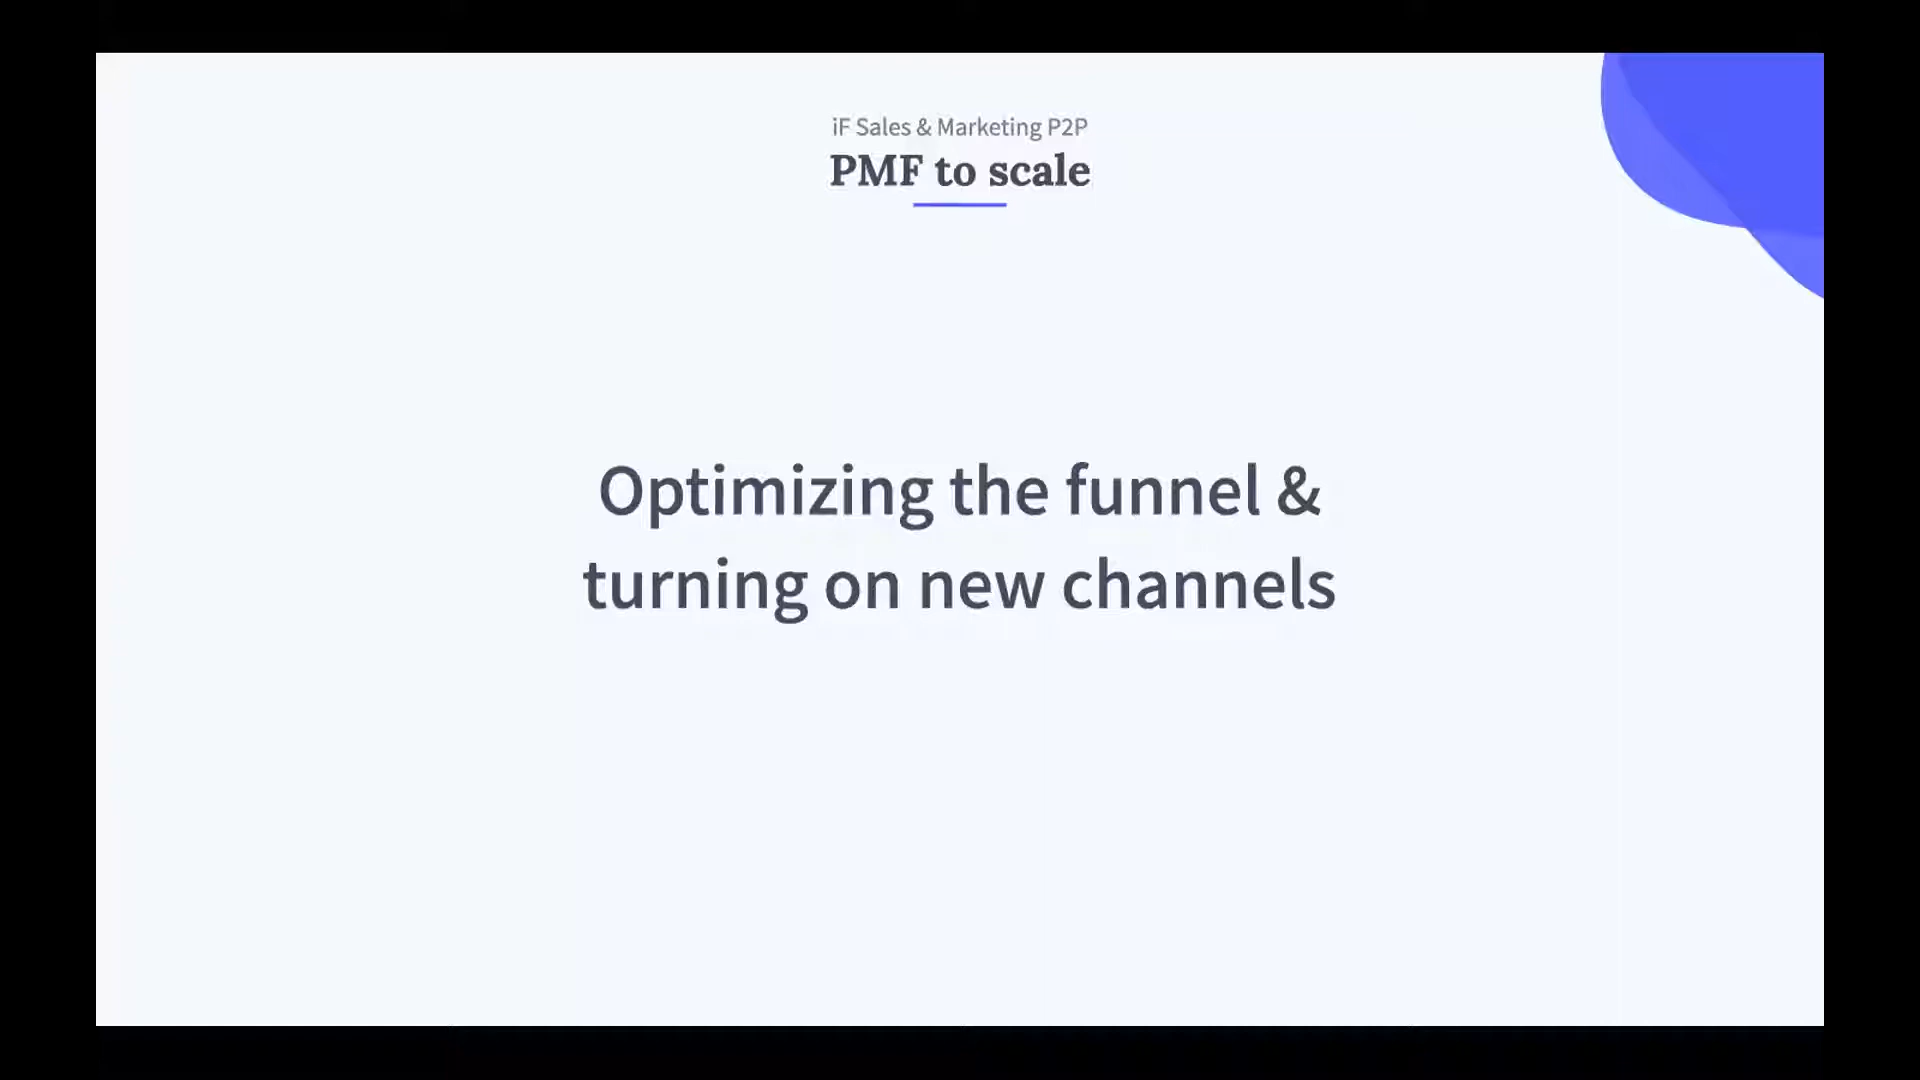 iF Sales & Marketing P2P
PMF to scale
Optimizing the funnel &
turning on new channels